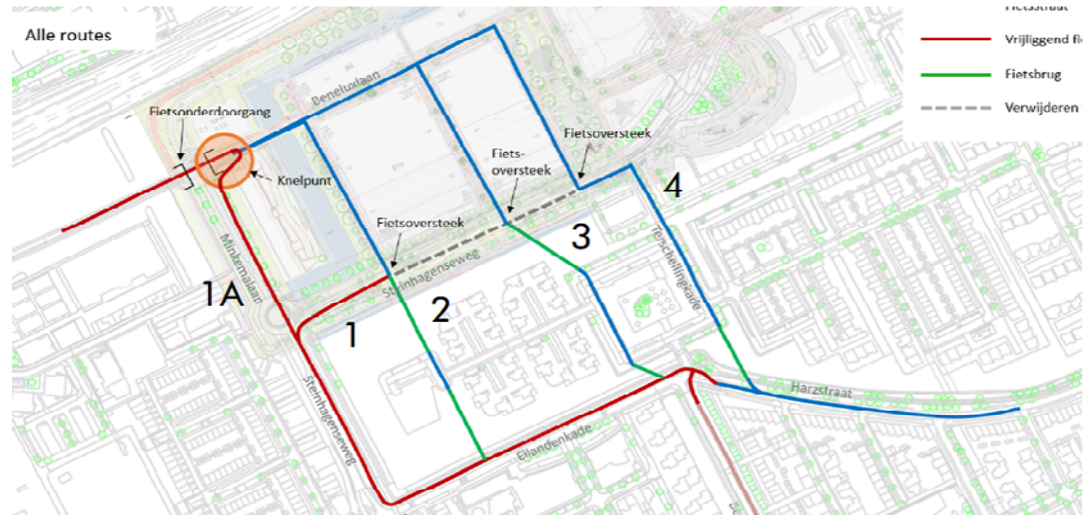 Alle routes
Fietsstraat
Vrijliggend fi
Fietsbrug
Verwijderen
Beneluxlaan
Fietsonderdoorgang
Knelpunt
Fietsoversteek
Fiets-
oversteek
Fietsoversteek
Minkemalaan
Steinhagenseweg
Terschellingkade
1A
1
2
3
4
Steinhagenseweg
Eilandenkade
Harzstraat